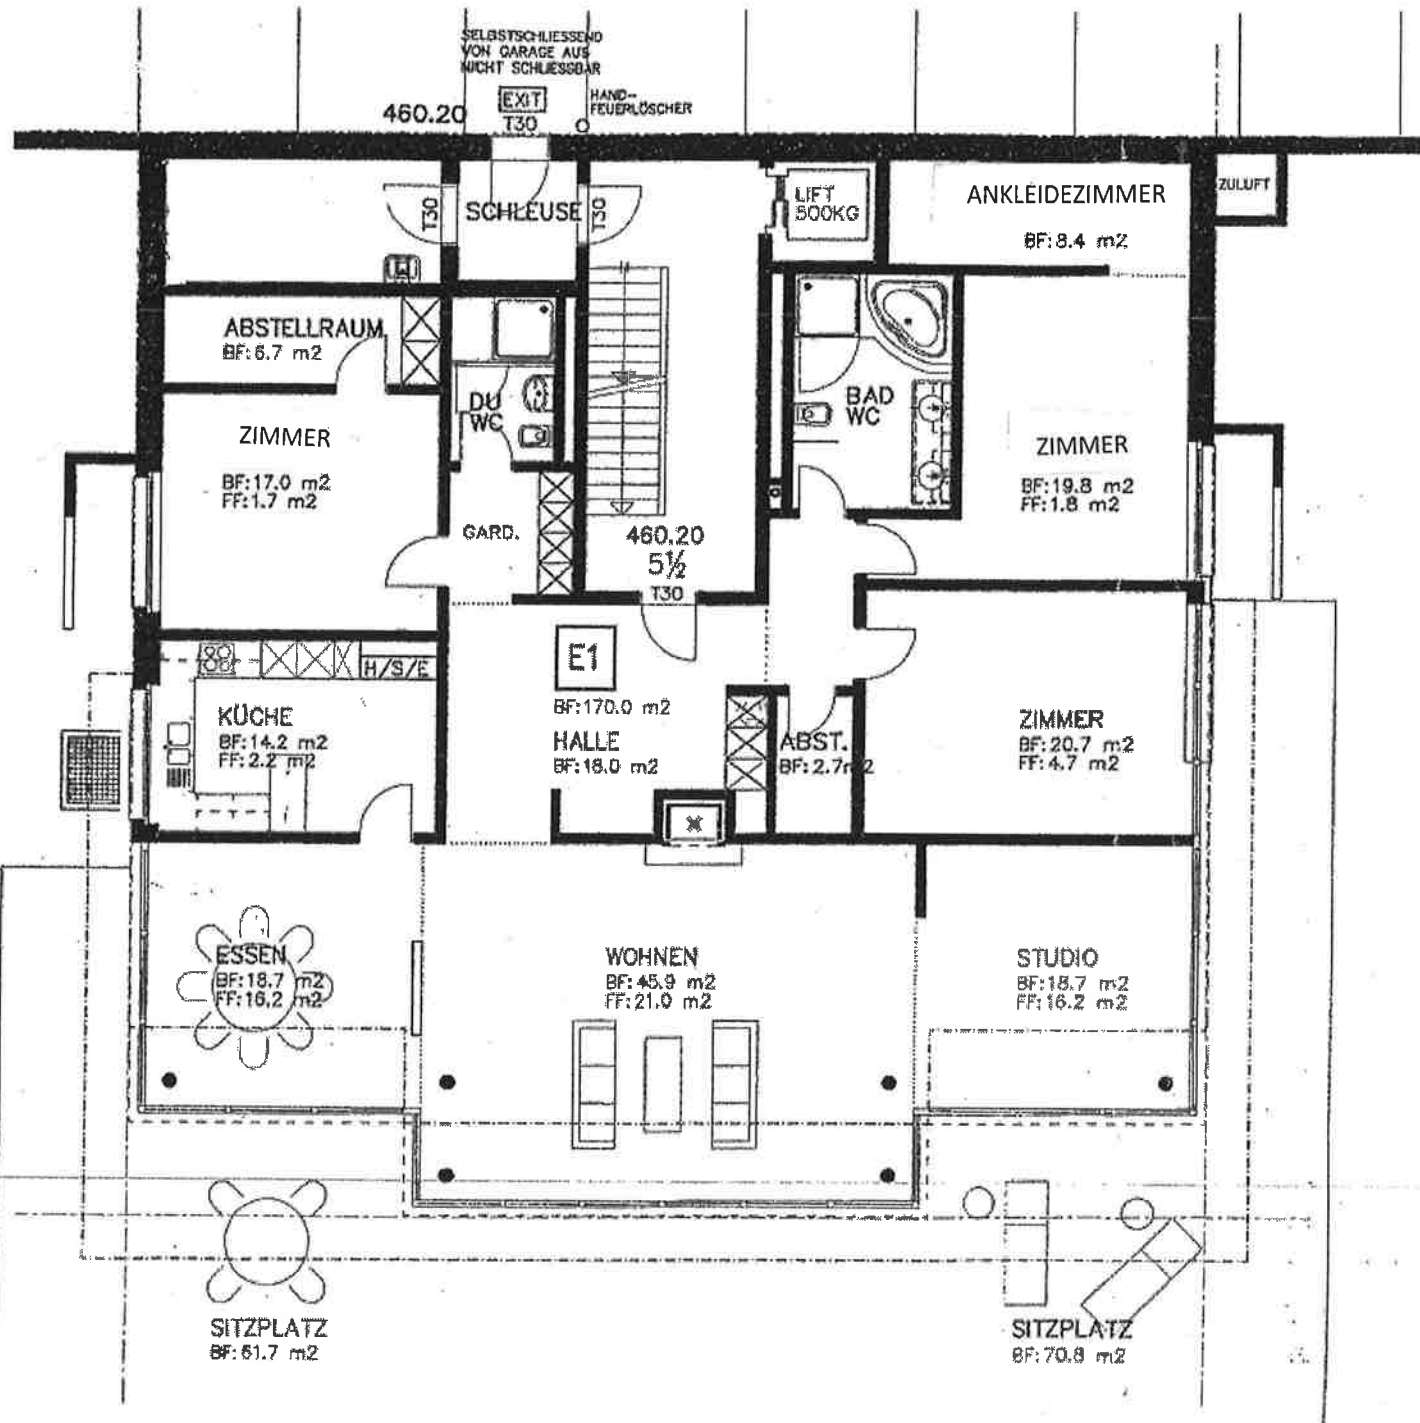 SELBSTSCHLIESSEND
VON GARAGE AUS
NICHT SCHLIESSBAR
EXIT
HAND-
FEUERLÖSCHER
460.20
T30
T30
SCHLEUSE
T30
LIFT
500KG
ANKLEIDEZIMMER
BF:8.4 m2
ZULUFT
ABSTELLRAUM
BF:6.7 m2
DU
WC
BAD
WC
ZIMMER
BF:17.0 m2
FF:1.7 m2
ZIMMER
BF:19.8 m2
FF:1.8 m2
GARD.
460.20
5½
T30
E1
BF:170.0 m2
HALLE
BF:18.0 m2
H/S/E
KÜCHE
BF:14.2 m2
FF:2.2 m2
ABST.
BF:2.7m2
ZIMMER
BF:20.7 m2
FF:4.7 m2
ESSEN
BF:18.7 m2
FF:16.2 m2
WOHNEN
BF:45.9 m2
FF:21.0 m2
STUDIO
BF:18.7 m2
FF:16.2 m2
SITZPLATZ
BF:61.7 m2
SITZPLATZ
BF:70.8 m2